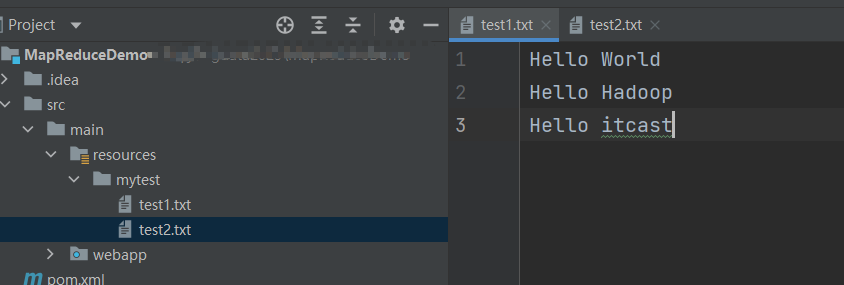 Project
test1.txt
test2.txt
MapReduceDemo
.idea
src
main
resources
mytest
test1.txt
test2.txt
webapp
pom.xml
1 Hello World
2 Hello Hadoop
3 Hello itcast